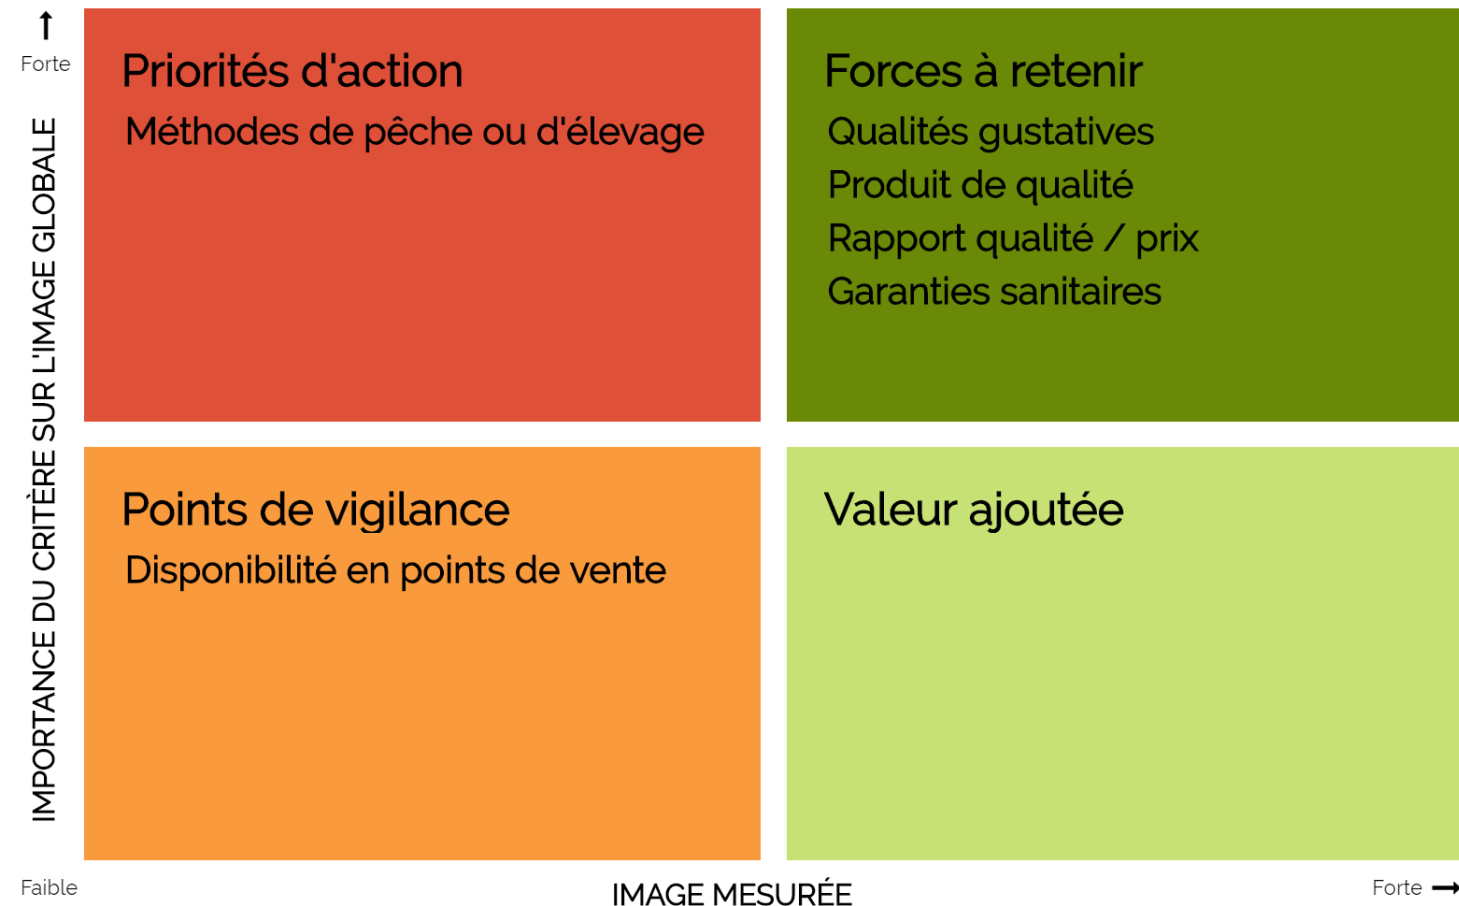 Forte
IMPORTANCE DU CRITÈRE SUR L'IMAGE GLOBALE
Priorités d'action
Méthodes de pêche ou d'élevage
Forces à retenir
Qualités gustatives
Produit de qualité
Rapport qualité / prix
Garanties sanitaires
Points de vigilance
Disponibilité en points de vente
Valeur ajoutée
Faible
IMAGE MESURÉE
Forte